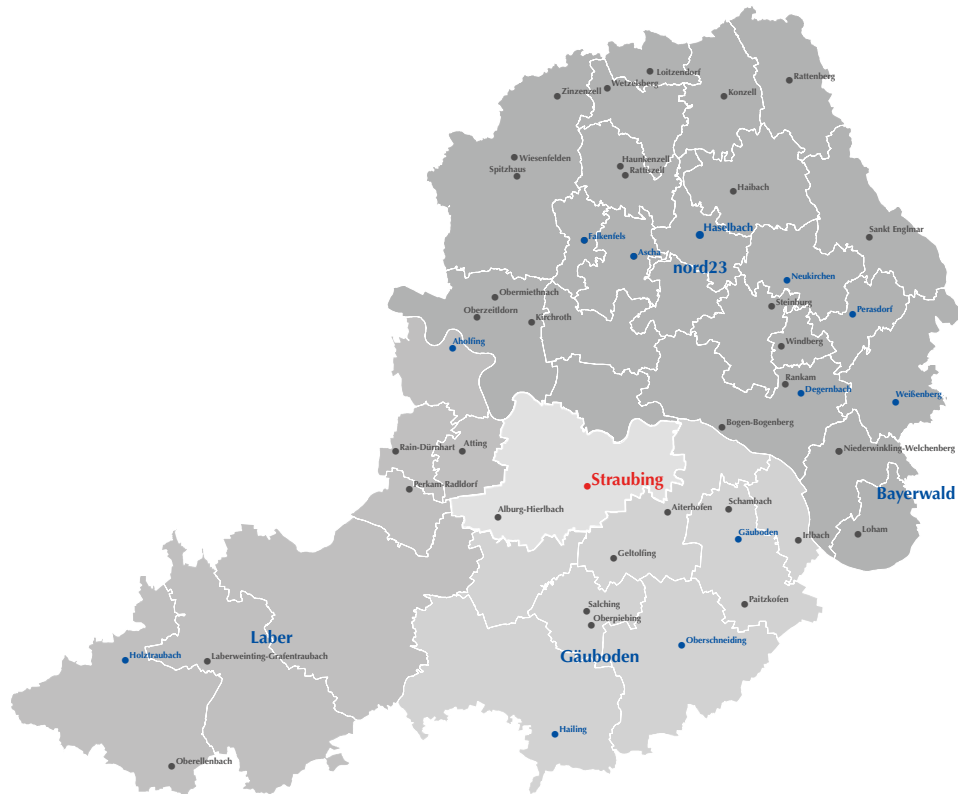 Loitzendorf
Rattenberg
Wetzelsberg
Zinzenzell
Konzell
Wiesenfelden
Haunkenzell
Spitzhaus
Rattiszell
Haibach
Haselbach
Sankt Englmar
Falkenfels
Ascha
nord23
Neukirchen
Obermiethnach
Steinburg
Oberzeitldorn
Perasdorf
Kirchroth
Aholfing
Windberg
Rankam
Degernbach
Weißenberg
Bogen-Bogenberg
Rain-Dürnhart
Atting
Niederwinkling-Welchenberg
Straubing
Perkam-Radldorf
Bayerwald
Schambach
Alburg-Hierlbach
Aiterhofen
Gäuboden
Irlbach
Loham
Geltolfing
Salching
Paitzkofen
Oberpiebing
Laber
Oberschneiding
Holztraubach
Laberweinting-Grafentraubach
Gäuboden
Hailing
Oberellenbach